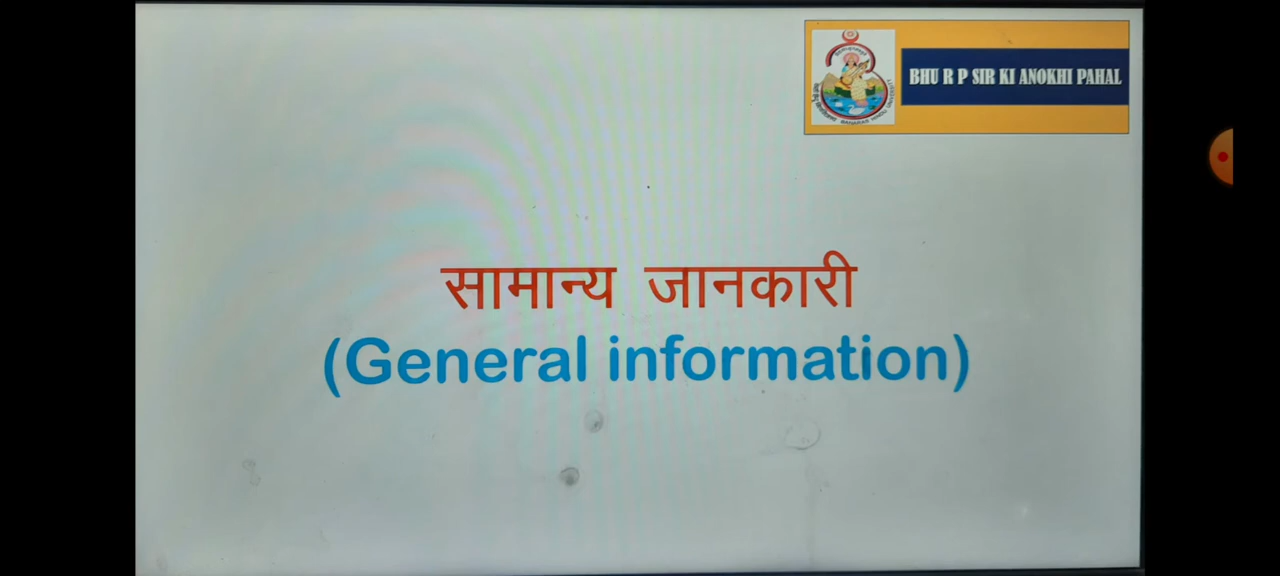 BHU R P SIR KI ANOKHI PAHAL
सामान्य जानकारी
(General information)